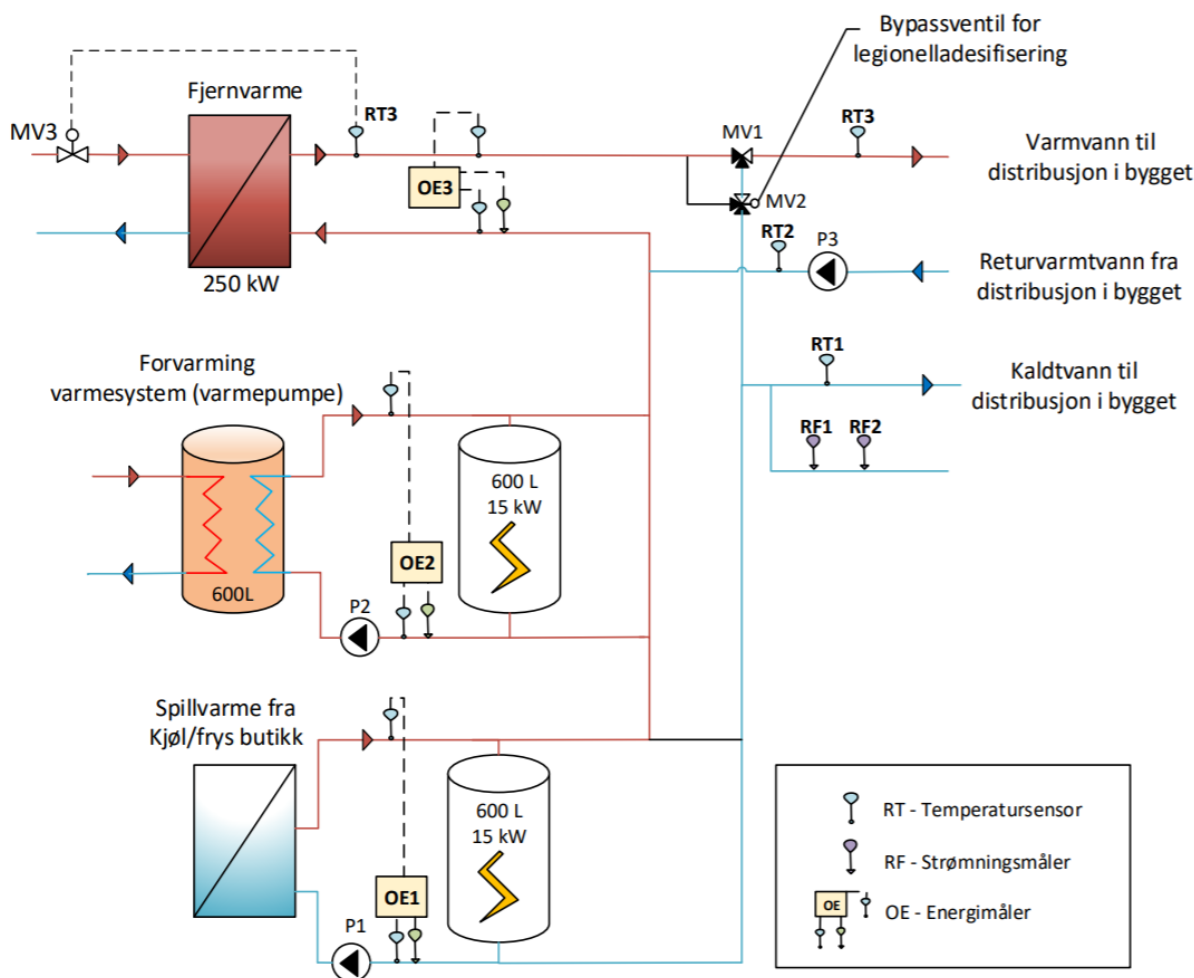 Bypassventil for
legionelladesifisering
Fjernvarme
MV3
RT3
OE3
250 kW
MV1
RT3
Varmvann til
distribusjon i bygget
MV2
RT2
P3
Returvarmtvann fra
distribusjon i bygget
Forvarming
varmesystem (varmepumpe)
RT1
Kaldtvann til
distribusjon i bygget
RF1
RF2
600 L
15 kW
OE2
600L
P2
Spillvarme fra
Kjøl/frys butikk
600 L
15 kW
OE1
P1
RT - Temperatursensor
RF - Strømningsmåler
OE
OE - Energimåler